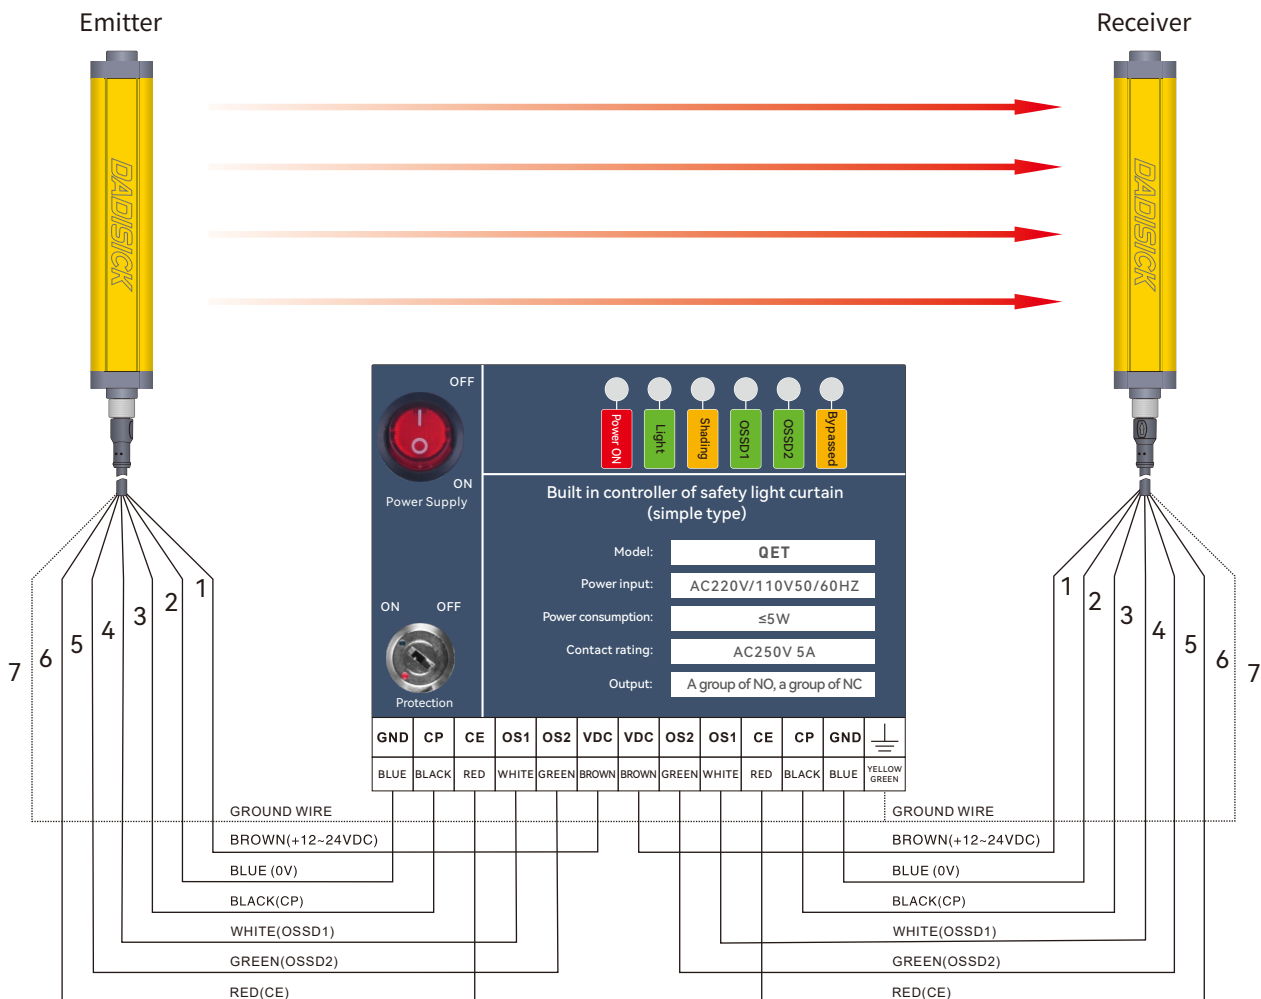 Emitter
Receiver
DADISICK
DADISICK
OFF
ON
Power Supply
Power ON
Light
Shading
OSSD1
OSSD2
Bypassed
Built in controller of safety light curtain
(simple type)
Model: QET
Power input: AC220V/110V50/60HZ
Power consumption: ≤5W
Contact rating: AC250V 5A
Output: A group of NO, a group of NC
ON OFF
Protection
GND CP CE OS1 OS2 VDC VDC OS2 OS1 CE CP GND
BLUE BLACK RED WHITE GREEN BROWN BROWN GREEN WHITE RED BLACK BLUE YELLOW GREEN
7 6 5 4 3 2 1
1 2 3 4 5 6 7
GROUND WIRE
BROWN(+12~24VDC)
BLUE (0V)
BLACK(CP)
WHITE(OSSD1)
GREEN(OSSD2)
RED(CE)
GROUND WIRE
BROWN(+12~24VDC)
BLUE (0V)
BLACK(CP)
WHITE(OSSD1)
GREEN(OSSD2)
RED(CE)